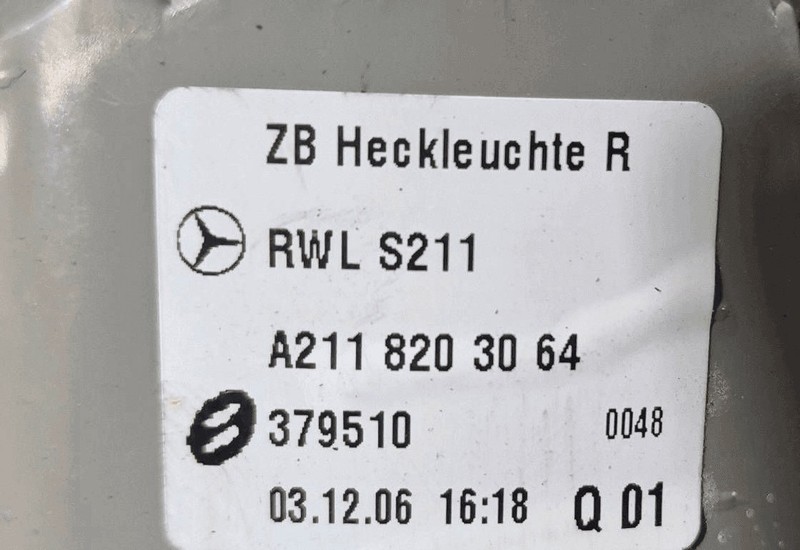 ZB Heckleuchte R
RWL S211
A211 820 30 64
379510 0048
03.12.06 16:18 Q 01